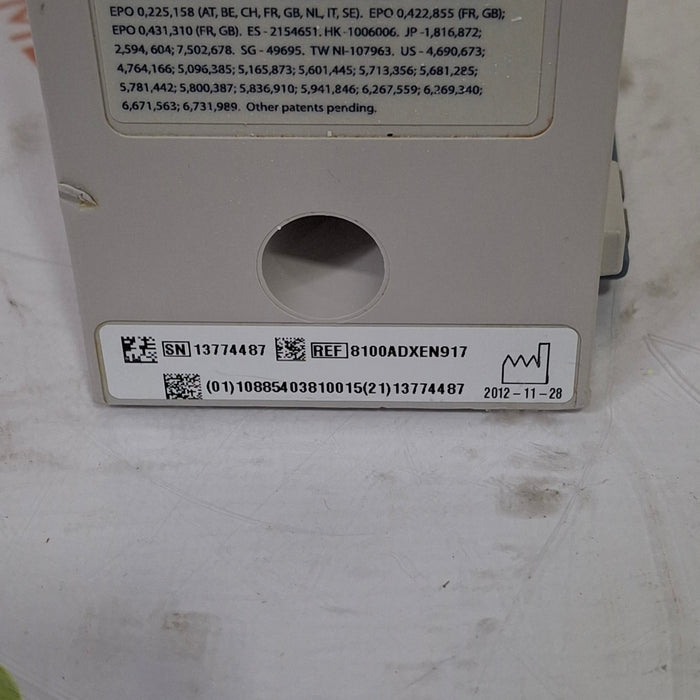 EPO 0,225,158 (AT, BE, CH, FR, GB, NL, IT, SE). EPO 0,422,855 (FR, GB);
EPO 0,431,310 (FR, GB). ES - 2154651. HK -1006006. JP -1,816,872;
2,594,604; 7,502,678. SG - 49695. TW NI-107963. US - 4,690,673;
4,764,166; 5,096,385; 5,165,873; 5,601,445; 5,713,356; 5,681,285;
5,781,442; 5,800,387; 5,836,910; 5,941,846; 6,267,559; 6,269,340;
6,671,563; 6,731,989. Other patents pending.
SN 13774487 REF 8100ADXEN917
(01)10885403810015(21)13774487 2012-11-28